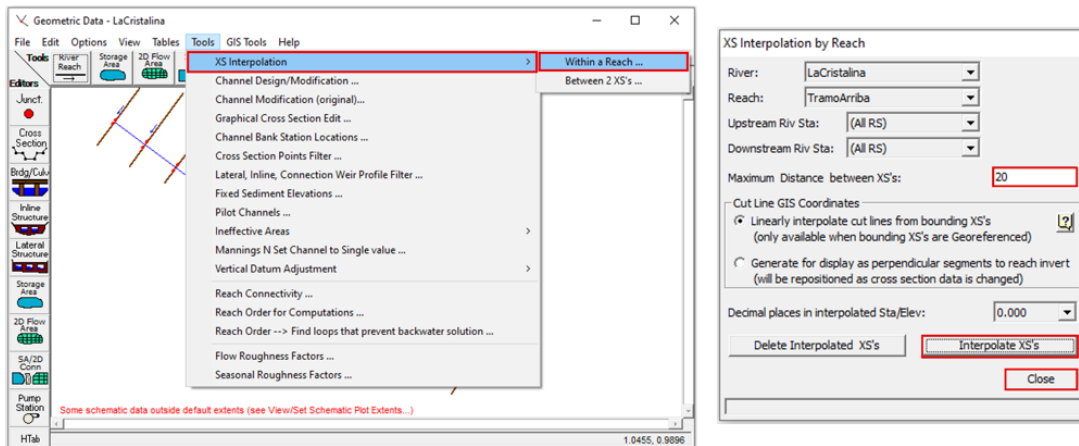 Geometric Data - LaCristalina
File Edit Options View Tables Tools GIS Tools Help
Tools
River
Reach
Storage
Area
2D Flow
Area
Editors
Junct.
Cross
Section
Brdg/Culv
Inline
Structure
Lateral
Structure
Storage
Area
2D Flow
Area
SA/2D
Conn
Pump
Station
HTab
XS Interpolation
Channel Design/Modification ...
Channel Modification (original)...
Graphical Cross Section Edit ...
Channel Bank Station Locations ...
Cross Section Points Filter ...
Lateral, Inline, Connection Weir Profile Filter ...
Fixed Sediment Elevations ...
Pilot Channels ...
Ineffective Areas
Mannings N Set Channel to Single value ...
Vertical Datum Adjustment
Reach Connectivity ...
Reach Order for Computations ...
Reach Order --> Find loops that prevent backwater solution ...
Flow Roughness Factors ...
Seasonal Roughness Factors ...
Within a Reach ...
Between 2 XS's ...
Some schematic data outside default extents (see View/Set Schematic Plot Extents...)
1.0455, 0.9896
XS Interpolation by Reach
River: LaCristalina
Reach: TramoArriba
Upstream Riv Sta: (All RS)
Downstream Riv Sta: (All RS)
Maximum Distance between XS's: 20
Cut Line GIS Coordinates
Linearly interpolate cut lines from bounding XS's
(only available when bounding XS's are Georeferenced)
Generate for display as perpendicular segments to reach invert
(will be repositioned as cross section data is changed)
Decimal places in interpolated Sta/Elev: 0.000
Delete Interpolated XS's Interpolate XS's
Close